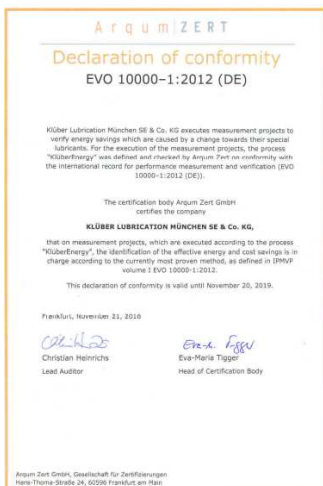 Arqum ZERT
Declaration of conformity
EVO 10000-1:2012 (DE)
Klüber Lubrication München SE & Co. KG executes measurement projects to
verify energy savings which are caused by a change towards their special
lubricants. For the execution of the measurement projects, the process
"KlüberEnergy" was defined and checked by Arqum Zert on conformity with
the international record for performance measurement and verification (EVO
10000-1:2012 (DE)).
The certification body Arqum Zert GmbH
certifies the company
KLÜBER LUBRICATION MÜNCHEN SE & Co. KG,
that on measurement projects, which are executed according to the process
"KlüberEnergy", the identification of the effective energy and cost savings is in
charge according to the currently most proven method, as defined in IPMVP
volume I EVO 10000-1:2012.
This declaration of conformity is valid until November 20, 2019.
Frankfurt, November 21, 2016
Christian Heinrichs
Eva-Maria Tigger
Lead Auditor
Head of Certification Body
Arqum Zert GmbH, Gesellschaft für Zertifizierungen
Hans-Thoma-Straße 24, 60596 Frankfurt am Main